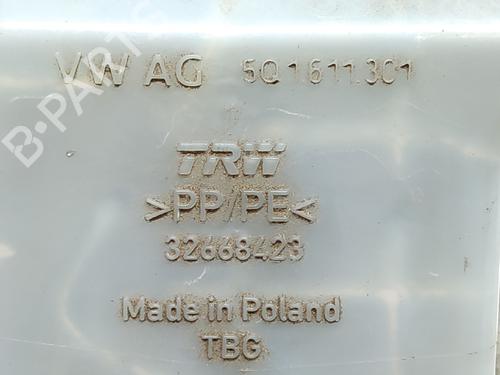 B-PARTS
VW AG 5Q1611301
TRW
>PP/PE<
32668423
Made in Poland
TBG